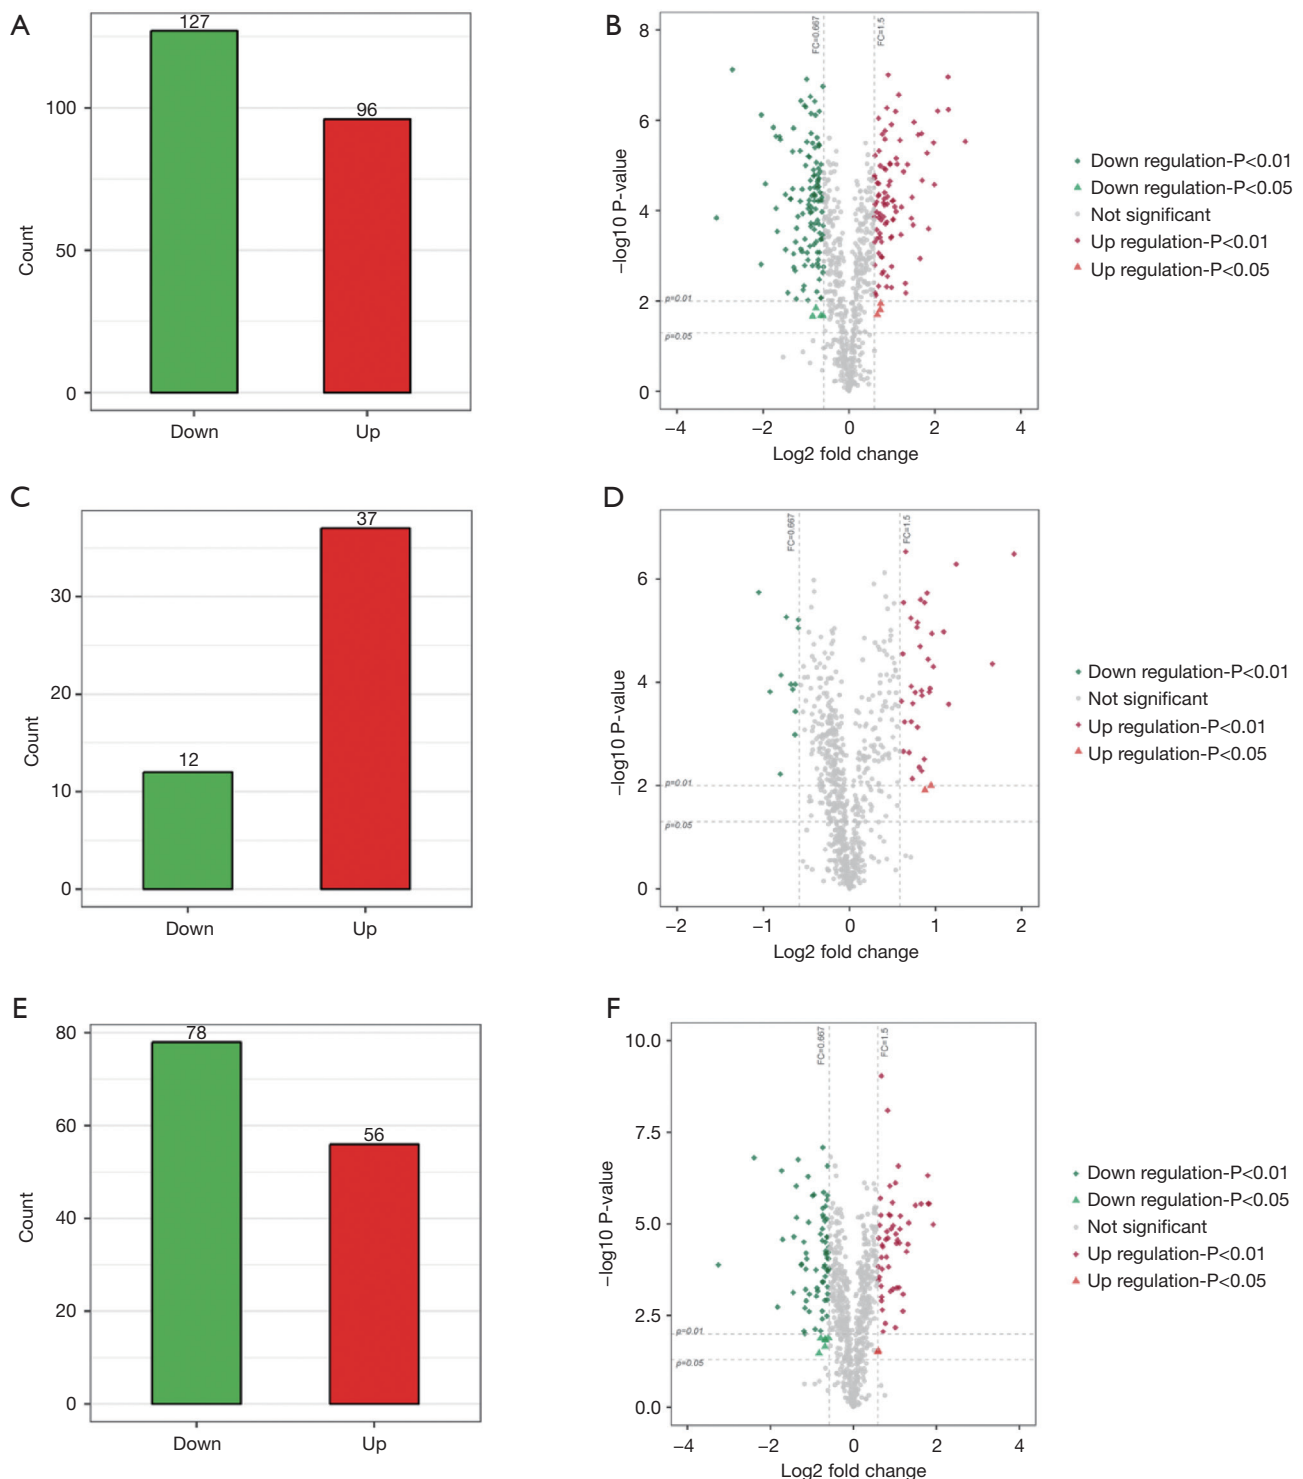 A
127
96
100
50
0
Count
Down
Up
B
FC=0.667
FC=1.5
8
6
4
2
0
p=0.01
p=0.05
−log10 P-value
−4
−2
0
2
4
Log2 fold change
Down regulation-P<0.01
Down regulation-P<0.05
Not significant
Up regulation-P<0.01
Up regulation-P<0.05
C
37
12
30
20
10
0
Count
Down
Up
D
FC=0.667
FC=1.5
6
4
2
0
p=0.01
p=0.05
−log10 P-value
−2
−1
0
1
2
Log2 fold change
Down regulation-P<0.01
Not significant
Up regulation-P<0.01
Up regulation-P<0.05
E
78
56
80
60
40
20
0
Count
Down
Up
F
FC=0.667
FC=1.5
10.0
7.5
5.0
2.5
0.0
p=0.01
p=0.05
−log10 P-value
−4
−2
0
2
4
Log2 fold change
Down regulation-P<0.01
Down regulation-P<0.05
Not significant
Up regulation-P<0.01
Up regulation-P<0.05